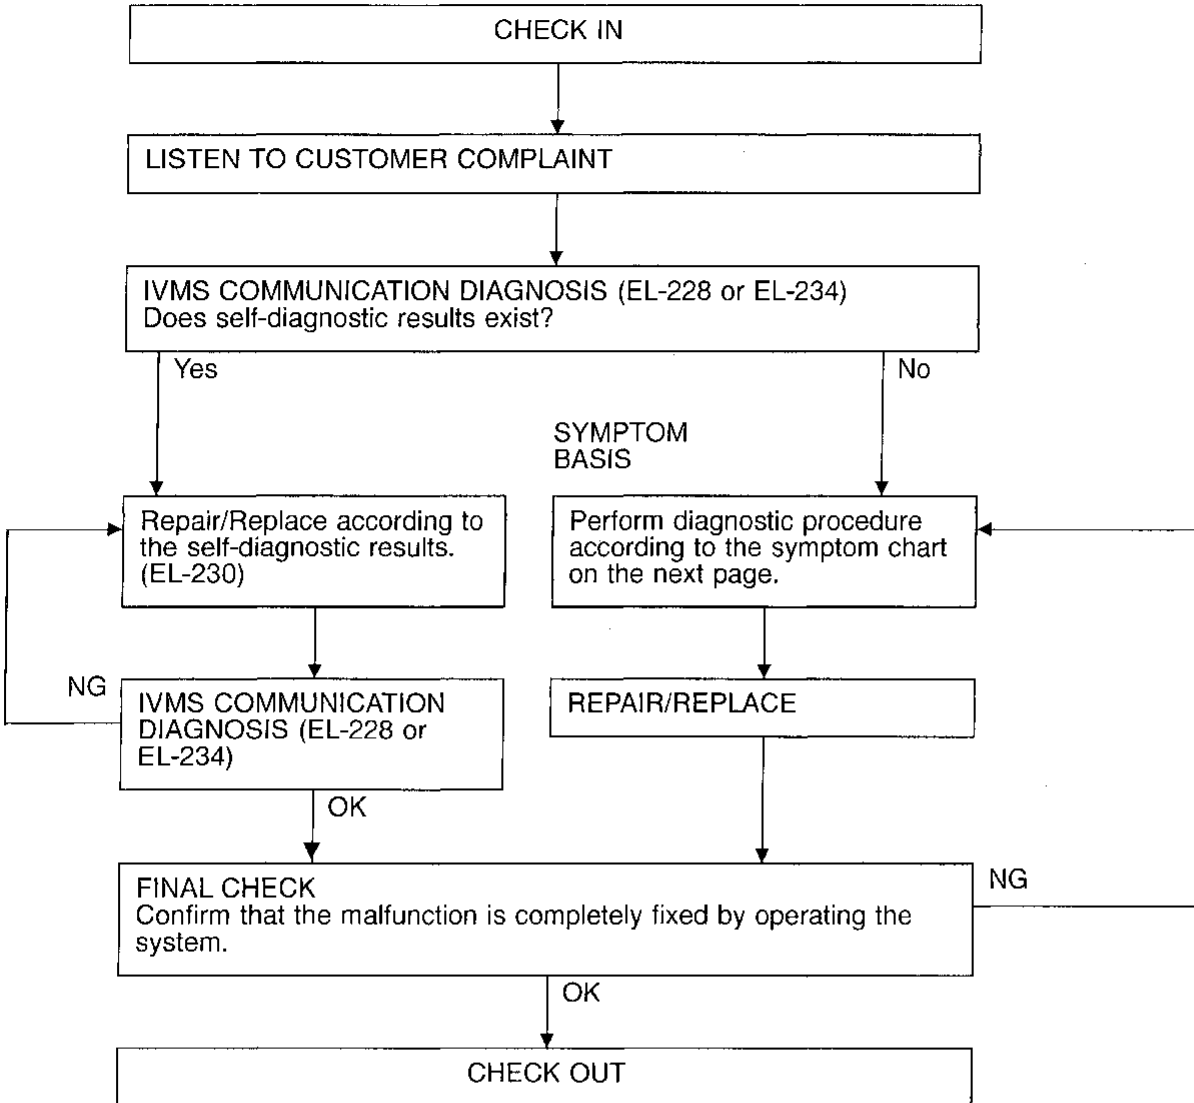 CHECK IN
LISTEN TO CUSTOMER COMPLAINT
IVMS COMMUNICATION DIAGNOSIS (EL-228 or EL-234)
Does self-diagnostic results exist?
Yes
No
SYMPTOM
BASIS
Repair/Replace according to
the self-diagnostic results.
(EL-230)
Perform diagnostic procedure
according to the symptom chart
on the next page.
NG
IVMS COMMUNICATION
DIAGNOSIS (EL-228 or
EL-234)
REPAIR/REPLACE
OK
FINAL CHECK
Confirm that the malfunction is completely fixed by operating the
system.
NG
OK
CHECK OUT